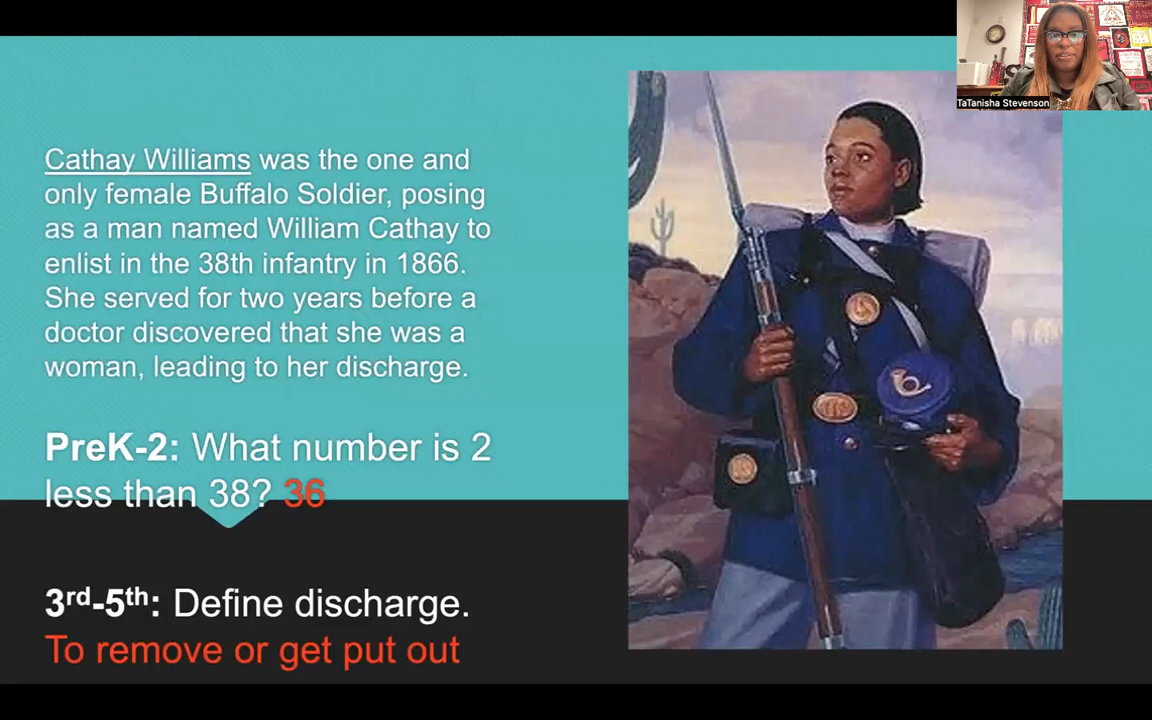 TaTanisha Stevenson
Cathay Williams was the one and
only female Buffalo Soldier, posing
as a man named William Cathay to
enlist in the 38th infantry in 1866.
She served for two years before a
doctor discovered that she was a
woman, leading to her discharge.
PreK-2: What number is 2
less than 38? 36
3rd-5th: Define discharge.
To remove or get put out